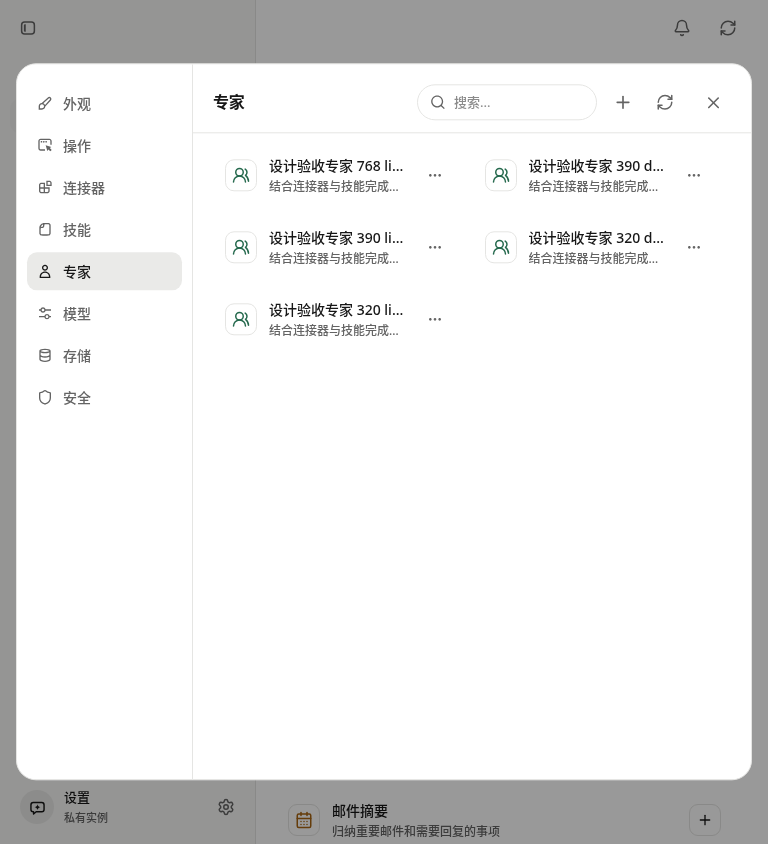 外观
操作
连接器
技能
专家
模型
存储
安全
专家
搜索...
设计验收专家 768 li...
结合连接器与技能完成...
设计验收专家 390 d...
结合连接器与技能完成...
设计验收专家 390 li...
结合连接器与技能完成...
设计验收专家 320 d...
结合连接器与技能完成...
设计验收专家 320 li...
结合连接器与技能完成...
设置
私有实例
邮件摘要
归纳重要邮件和需要回复的事项